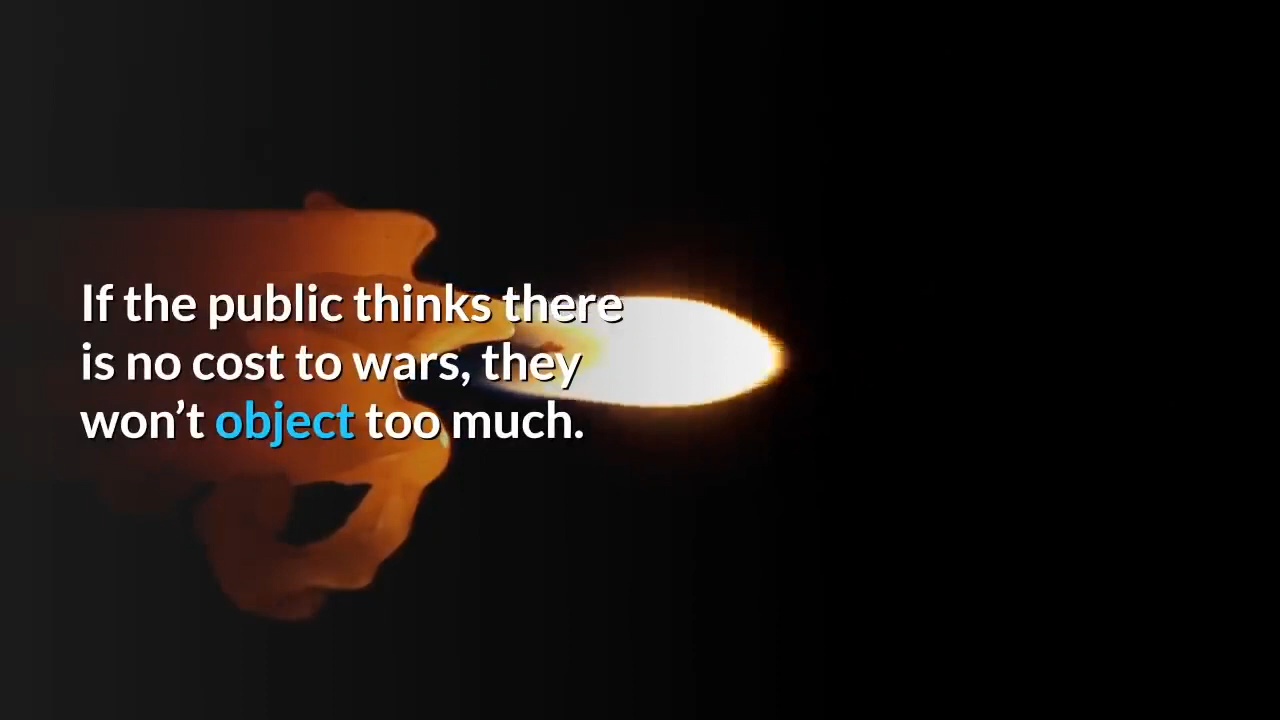 If the public thinks there
is no cost to wars, they
won’t object too much.